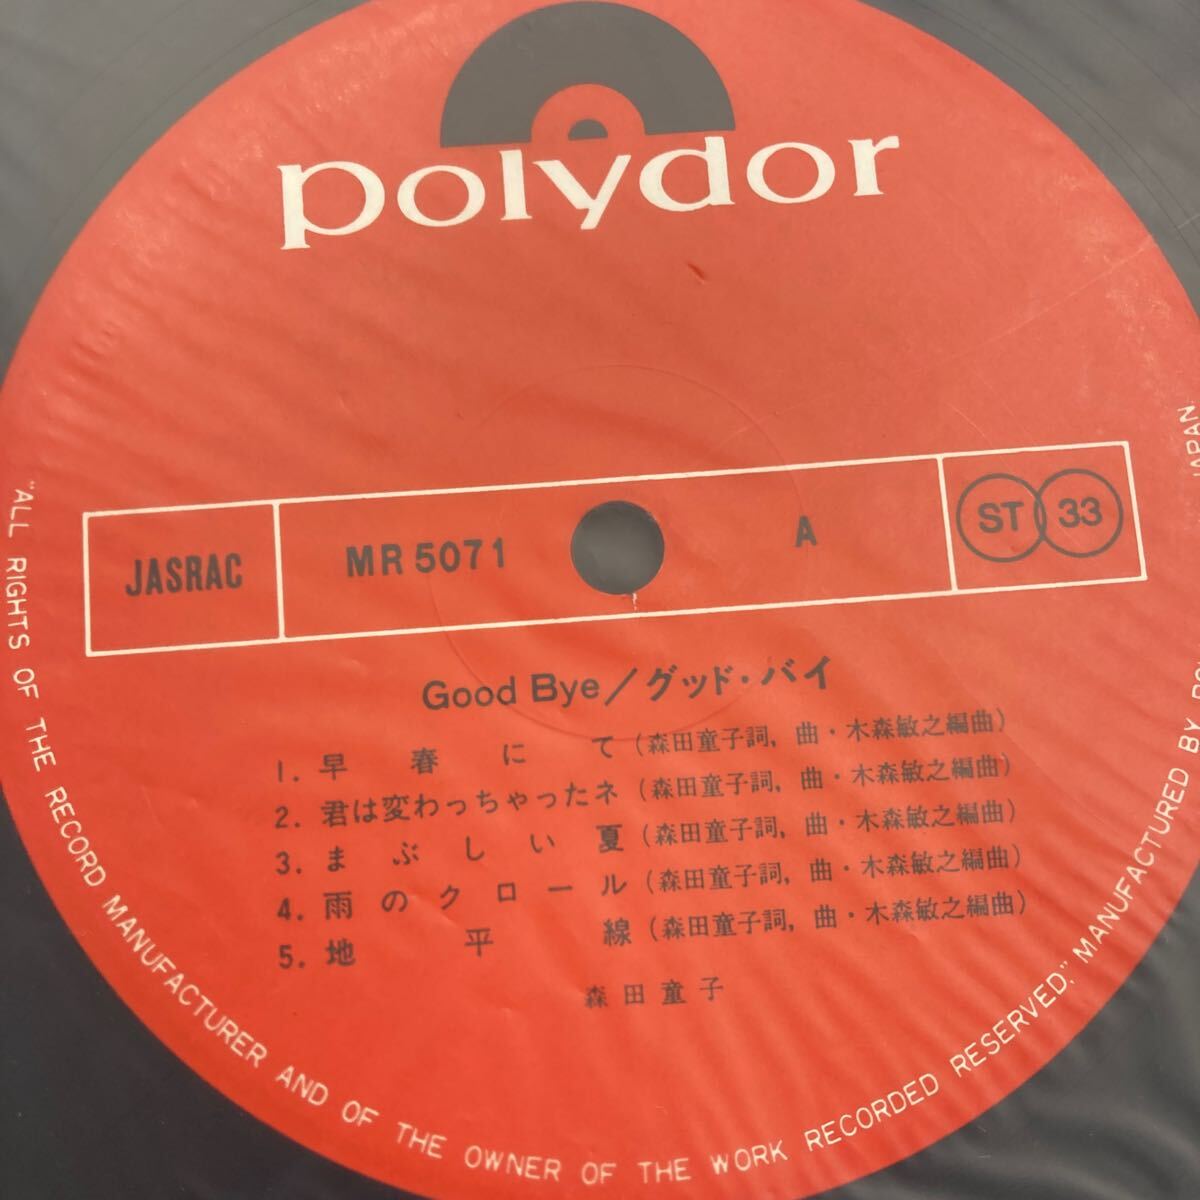 polydor
JASRAC
MR 5071
A
ST 33
Good Bye／グッド・バイ
1. 早春にて (森田童子詞, 曲・木森敏之編曲)
2. 君は変わっちゃったネ (森田童子詞, 曲・木森敏之編曲)
3. まぶしい夏 (森田童子詞, 曲・木森敏之編曲)
4. 雨のクロール (森田童子詞, 曲・木森敏之編曲)
5. 地平線 (森田童子詞, 曲・木森敏之編曲)
森田童子
"ALL RIGHTS OF THE RECORD MANUFACTURER AND OF THE OWNER OF THE WORK RECORDED RESERVED," MANUFACTURED BY